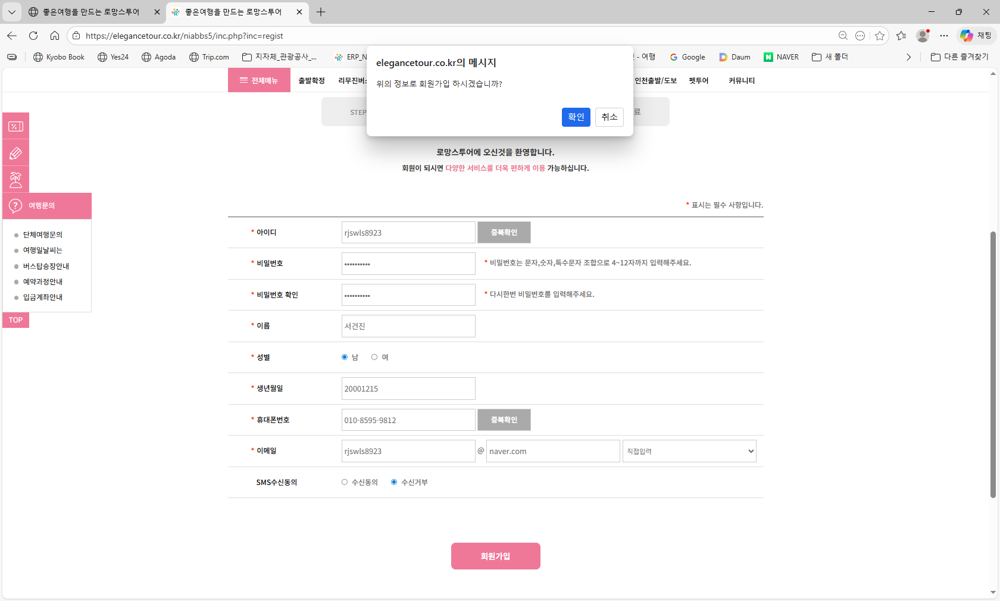 좋은여행을 만드는 로망스투어
좋은여행을 만드는 로망스투어
https://elegancetour.co.kr/niabbs5/inc.php?inc=regist
채팅
Kyobo Book
Yes24
Agoda
Trip.com
지자체_관광공사_...
ERP_N
- 여행
Google
Daum
NAVER
새 폴더
다른 즐겨찾기
elegancetour.co.kr의 메시지
위의 정보로 회원가입 하시겠습니까?
확인
취소
전체메뉴
출발확정
리무진버스
인천출발/도보
펫투어
커뮤니티
STEP
료
로망스투어에 오신것을 환영합니다.
회원이 되시면 다양한 서비스를 더욱 편하게 이용 가능하십니다.
여행문의
단체여행문의
여행일날씨는
버스탑승장안내
예약과정안내
입금계좌안내
TOP
* 표시는 필수 사항입니다.
* 아이디
rjswls8923
중복확인
* 비밀번호
••••••••••
* 비밀번호는 문자,숫자,특수문자 조합으로 4~12자까지 입력해주세요.
* 비밀번호 확인
••••••••••
* 다시한번 비밀번호를 입력해주세요.
* 이름
서건진
* 성별
남
여
* 생년월일
20001215
* 휴대폰번호
010-8595-9812
중복확인
* 이메일
rjswls8923
@
naver.com
직접입력
SMS수신동의
수신동의
수신거부
회원가입